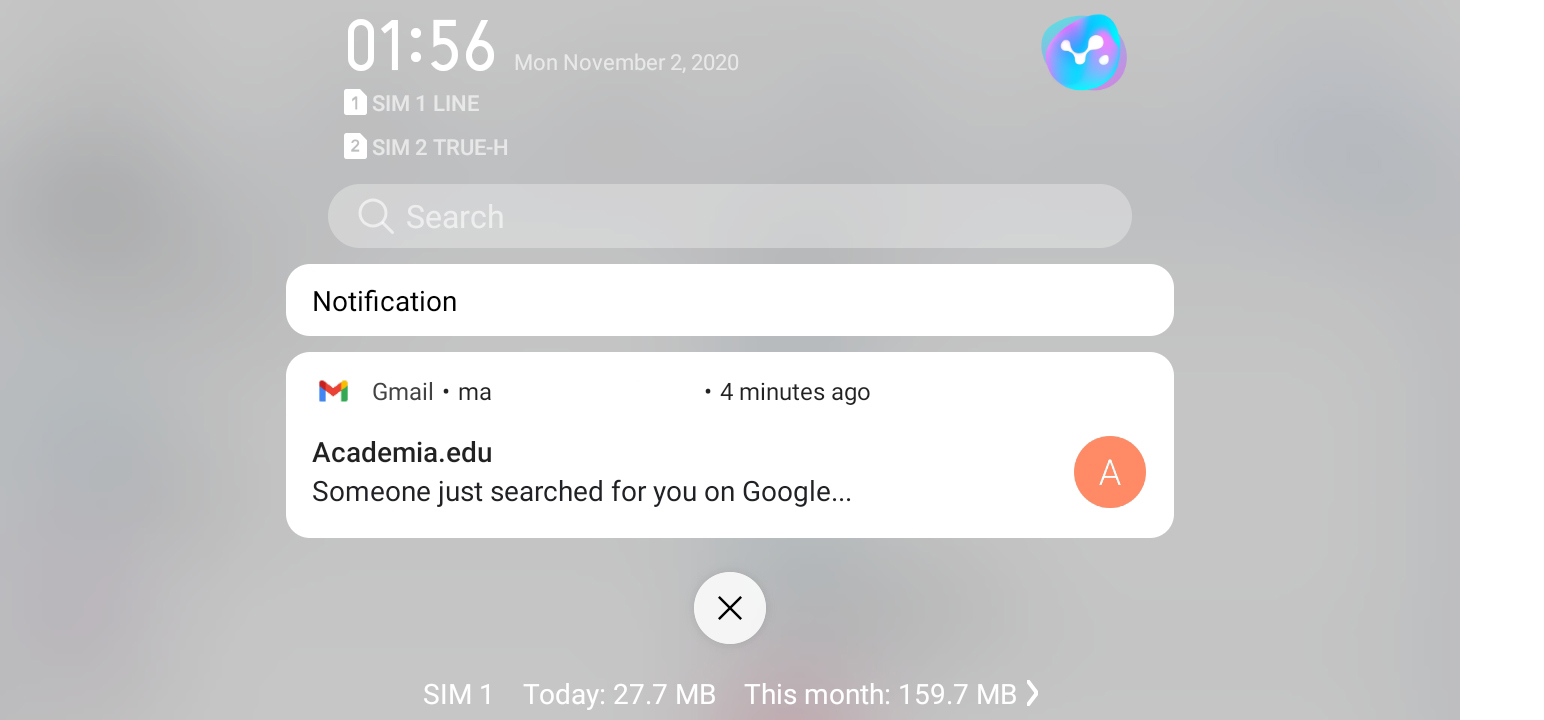 01:56 Mon November 2, 2020
1 SIM 1 LINE
2 SIM 2 TRUE-H
Search
Notification
Gmail • ma • 4 minutes ago
Academia.edu
Someone just searched for you on Google...
A
SIM 1 Today: 27.7 MB This month: 159.7 MB